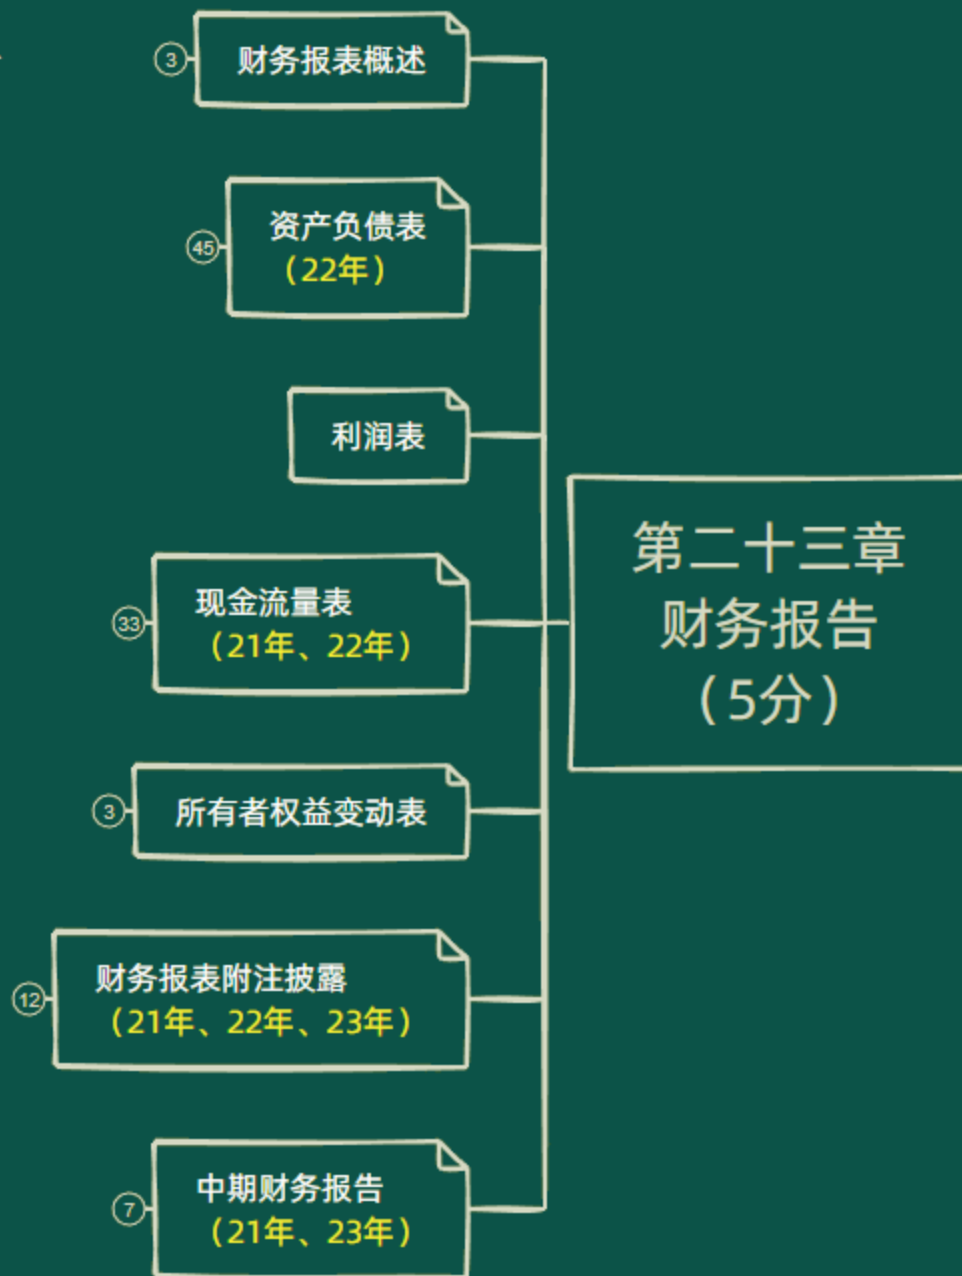 3
财务报表概述
45
资产负债表
（22年）
利润表
33
现金流量表
（21年、22年）
3
所有者权益变动表
12
财务报表附注披露
（21年、22年、23年）
7
中期财务报告
（21年、23年）
第二十三章
财务报告
（5分）